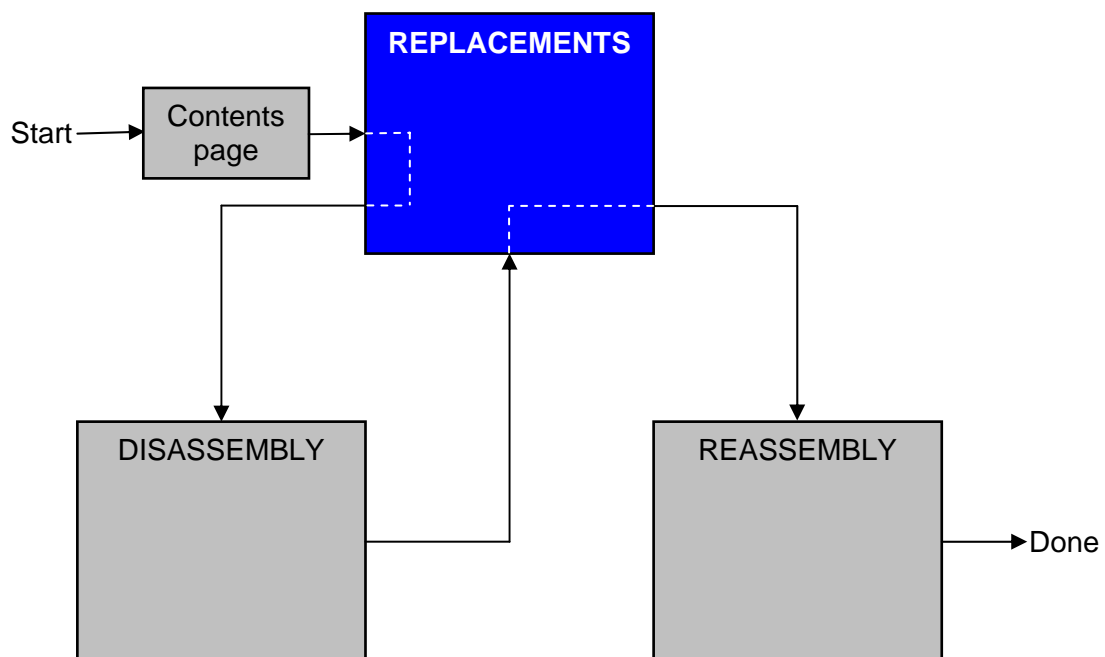 REPLACEMENTS
Start
Contents
page
DISASSEMBLY
REASSEMBLY
Done